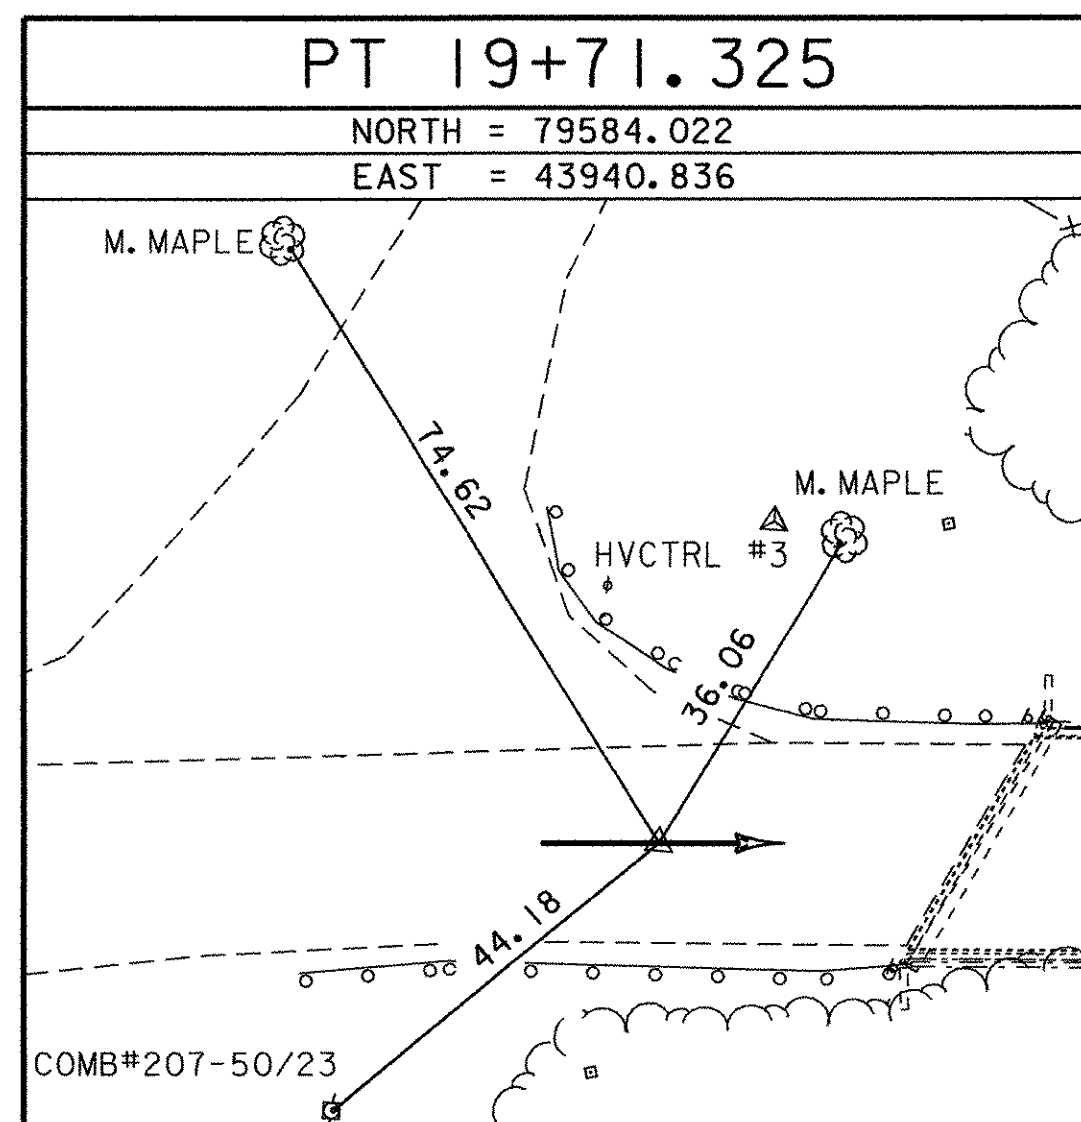 PT 19+71.325
NORTH = 79584.022
EAST = 43940.836
M. MAPLE
74.62
M. MAPLE
HVCTRL #3
36.06
44.18
COMB#207-50/23